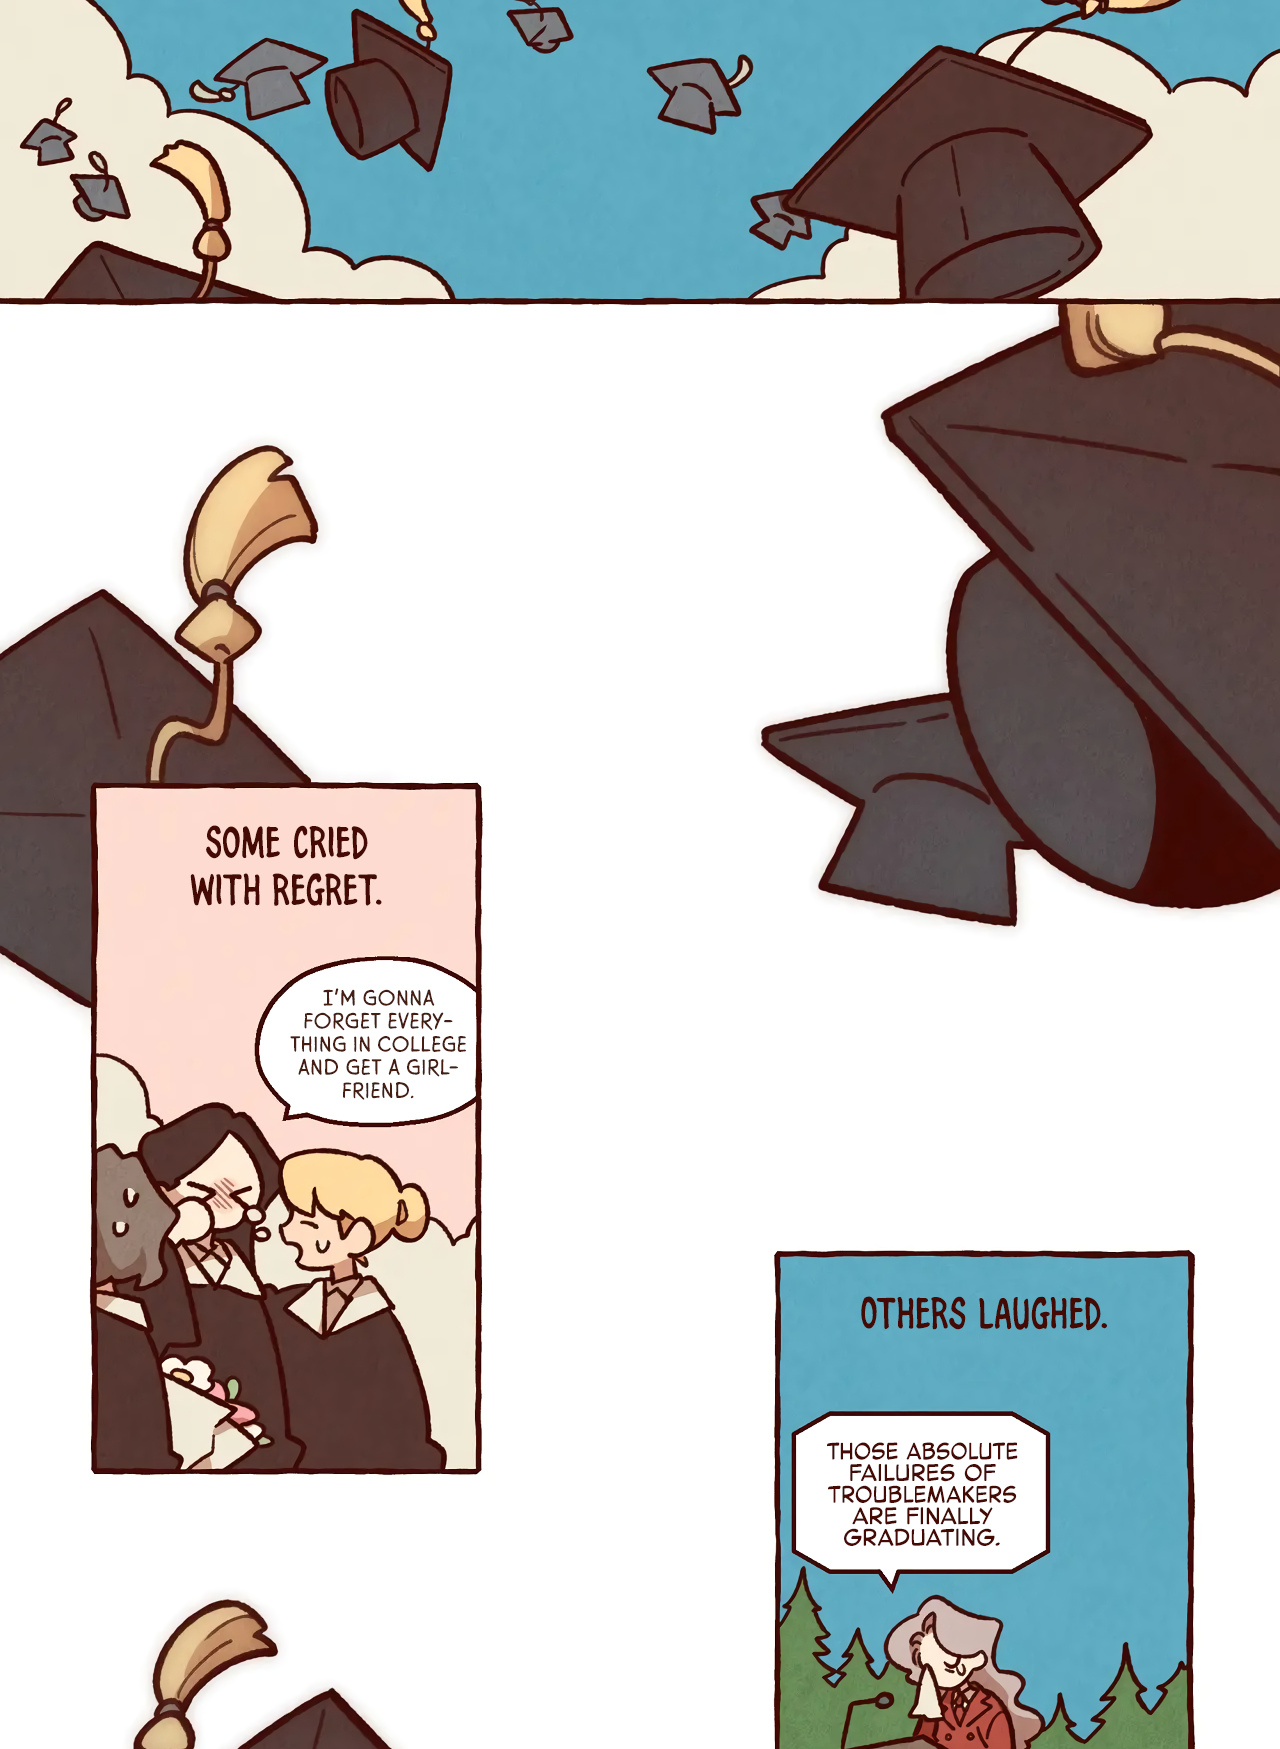 SOME CRIED
WITH REGRET.
I'M GONNA
FORGET EVERY-
THING IN COLLEGE
AND GET A GIRL-
FRIEND.
OTHERS LAUGHED.
THOSE ABSOLUTE
FAILURES OF
TROUBLEMAKERS
ARE FINALLY
GRADUATING.